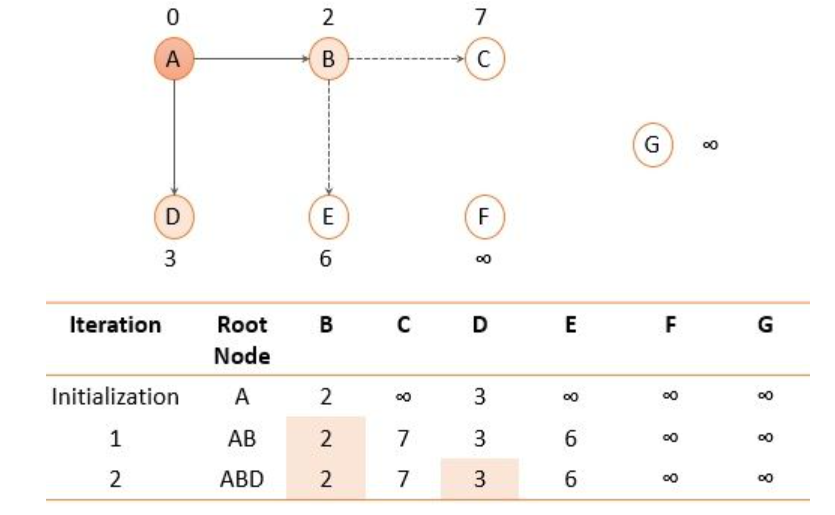 0 2 7
A B C
G ∞
D E F
3 6 ∞
Iteration Root Node B C D E F G
Initialization A 2 ∞ 3 ∞ ∞ ∞
1 AB 2 7 3 6 ∞ ∞
2 ABD 2 7 3 6 ∞ ∞